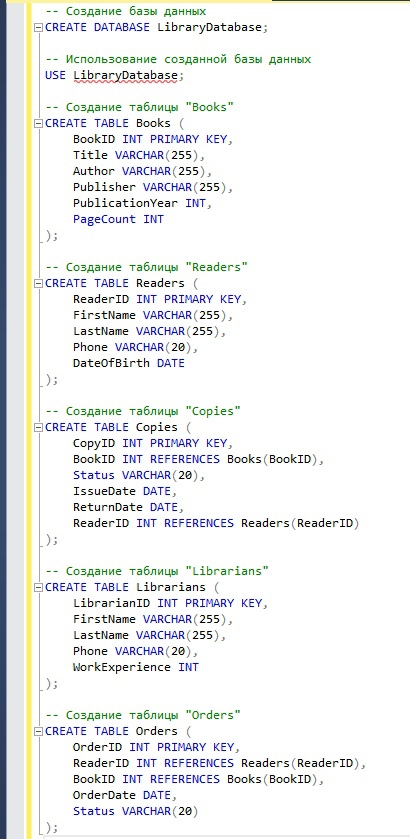 -- Создание базы данных
CREATE DATABASE LibraryDatabase;
-- Использование созданной базы данных
USE LibraryDatabase;
-- Создание таблицы "Books"
CREATE TABLE Books (
BookID INT PRIMARY KEY,
Title VARCHAR(255),
Author VARCHAR(255),
Publisher VARCHAR(255),
PublicationYear INT,
PageCount INT
);
-- Создание таблицы "Readers"
CREATE TABLE Readers (
ReaderID INT PRIMARY KEY,
FirstName VARCHAR(255),
LastName VARCHAR(255),
Phone VARCHAR(20),
DateOfBirth DATE
);
-- Создание таблицы "Copies"
CREATE TABLE Copies (
CopyID INT PRIMARY KEY,
BookID INT REFERENCES Books(BookID),
Status VARCHAR(20),
IssueDate DATE,
ReturnDate DATE,
ReaderID INT REFERENCES Readers(ReaderID)
);
-- Создание таблицы "Librarians"
CREATE TABLE Librarians (
LibrarianID INT PRIMARY KEY,
FirstName VARCHAR(255),
LastName VARCHAR(255),
Phone VARCHAR(20),
WorkExperience INT
);
-- Создание таблицы "Orders"
CREATE TABLE Orders (
OrderID INT PRIMARY KEY,
ReaderID INT REFERENCES Readers(ReaderID),
BookID INT REFERENCES Books(BookID),
OrderDate DATE,
Status VARCHAR(20)
);